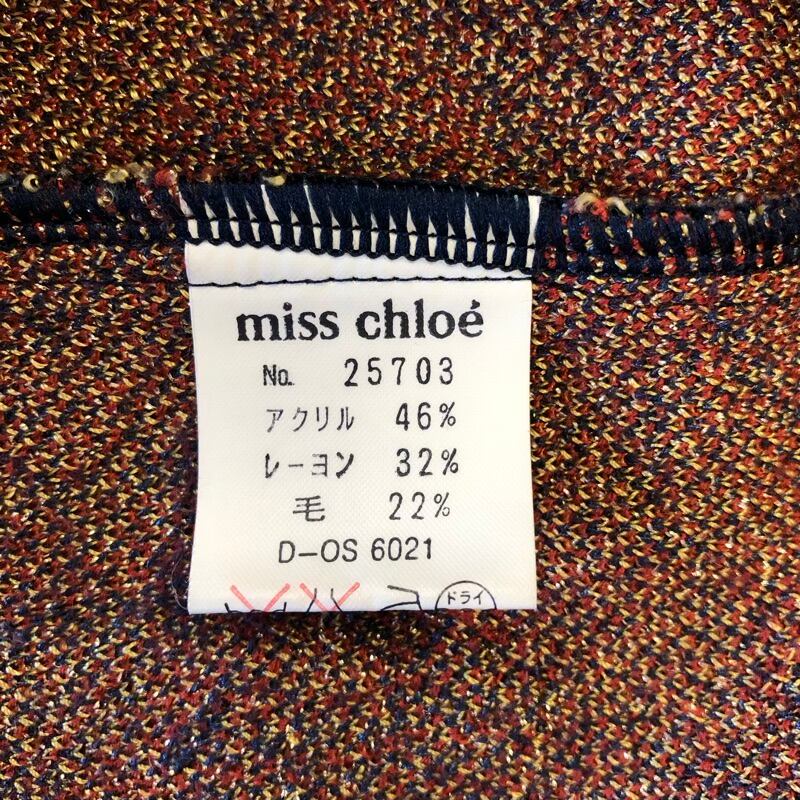 miss chloé
No. 25703
アクリル 46%
レーヨン 32%
毛 22%
D-OS 6021
ドライ